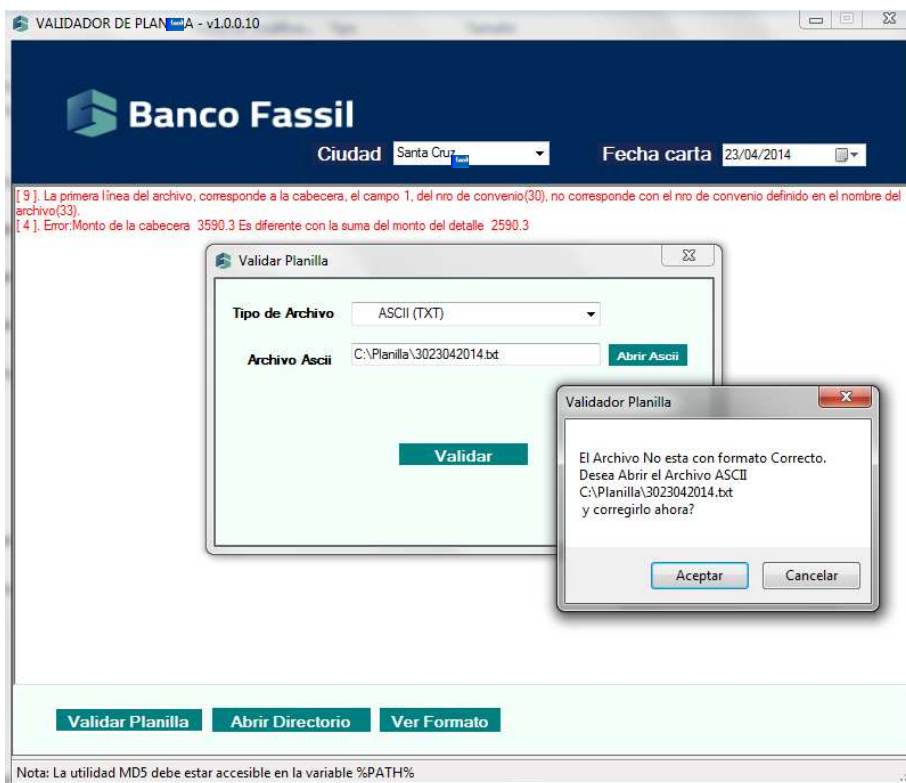 VALIDADOR DE PLANILLA - v1.0.0.10
Banco Fassil
Ciudad Santa Cruz Fecha carta 23/04/2014
[ 9 ]. La primera línea del archivo, corresponde a la cabecera, el campo 1, del nro de convenio(30), no corresponde con el nro de convenio definido en el nombre del
archivo(33).
[ 4 ]. Error:Monto de la cabecera 3590.3 Es diferente con la suma del monto del detalle 2590.3
Validar Planilla
Tipo de Archivo ASCII (TXT)
Archivo Ascii C:\Planilla\3023042014.txt Abrir Ascii
Validar
Validador Planilla
El Archivo No esta con formato Correcto.
Desea Abrir el Archivo ASCII
C:\Planilla\3023042014.txt
y corregirlo ahora?
Aceptar Cancelar
Validar Planilla Abrir Directorio Ver Formato
Nota: La utilidad MD5 debe estar accesible en la variable %PATH%